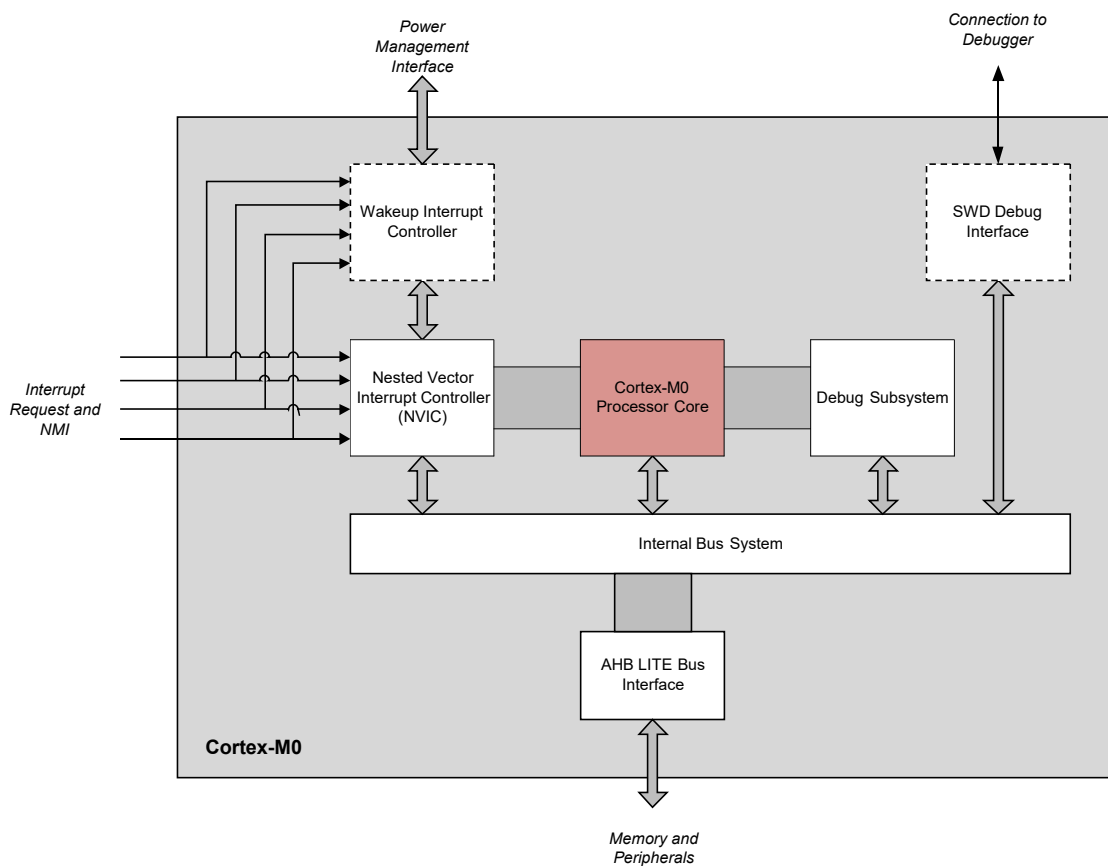 Power
Management
Interface
Connection to
Debugger
Wakeup Interrupt
Controller
SWD Debug
Interface
Interrupt
Request and
NMI
Nested Vector
Interrupt Controller
(NVIC)
Cortex-M0
Processor Core
Debug Subsystem
Internal Bus System
AHB LITE Bus
Interface
Cortex-M0
Memory and
Peripherals